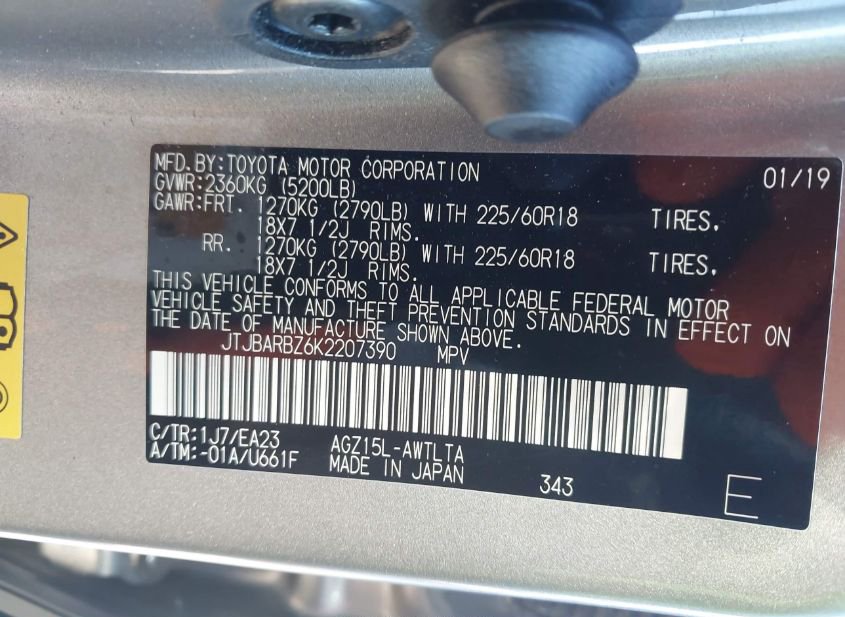 MFD.BY:TOYOTA MOTOR CORPORATION 01/19
GVWR:2360KG (5200LB)
GAWR:FRT. 1270KG (2790LB) WITH 225/60R18 TIRES.
18X7 1/2J RIMS.
RR. 1270KG (2790LB) WITH 225/60R18 TIRES.
18X7 1/2J RIMS.
THIS VEHICLE CONFORMS TO ALL APPLICABLE FEDERAL MOTOR
VEHICLE SAFETY AND THEFT PREVENTION STANDARDS IN EFFECT ON
THE DATE OF MANUFACTURE SHOWN ABOVE.
JTJBARBZ6K2207390 MPV
C/TR:1J7/EA23 AGZ15L-AWTLTA
A/TM:-01A/U661F MADE IN JAPAN 343 E